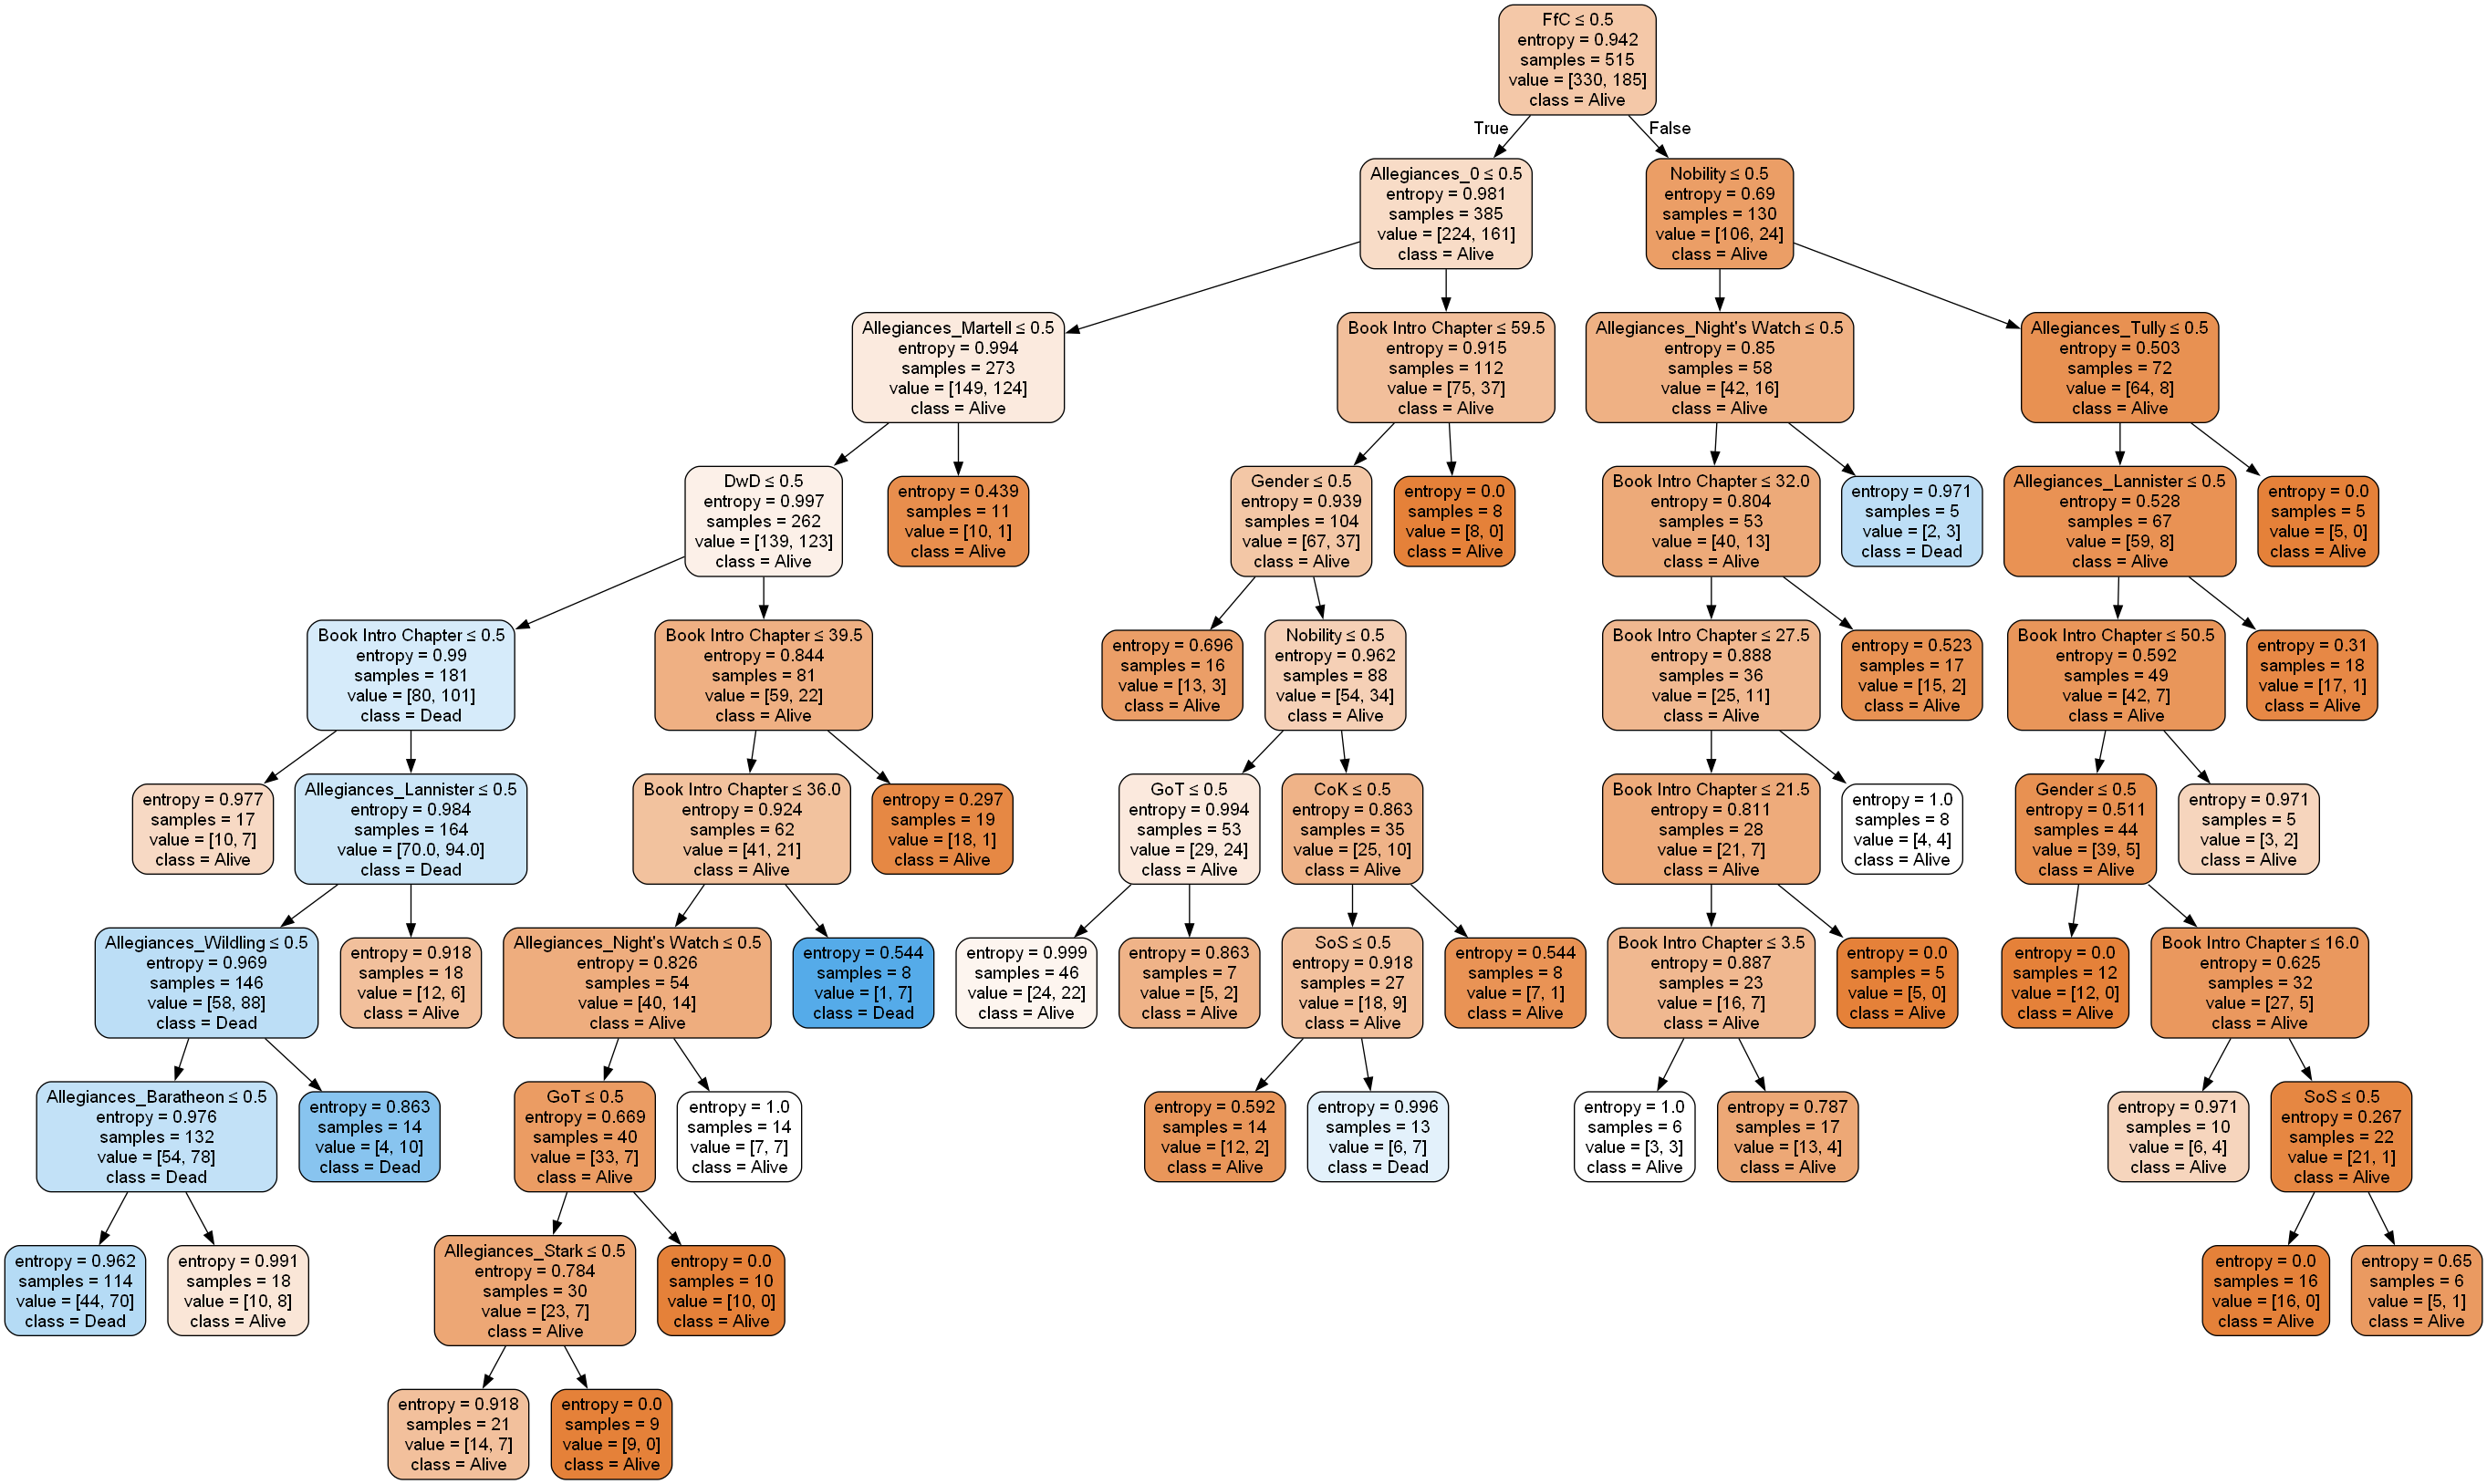 FfC ≤ 0.5
entropy = 0.942
samples = 515
value = [330, 185]
class = Alive
True
False
Allegiances_0 ≤ 0.5
entropy = 0.981
samples = 385
value = [224, 161]
class = Alive
Nobility ≤ 0.5
entropy = 0.69
samples = 130
value = [106, 24]
class = Alive
Allegiances_Martell ≤ 0.5
entropy = 0.994
samples = 273
value = [149, 124]
class = Alive
Book Intro Chapter ≤ 59.5
entropy = 0.915
samples = 112
value = [75, 37]
class = Alive
Allegiances_Night's Watch ≤ 0.5
entropy = 0.85
samples = 58
value = [42, 16]
class = Alive
Allegiances_Tully ≤ 0.5
entropy = 0.503
samples = 72
value = [64, 8]
class = Alive
DwD ≤ 0.5
entropy = 0.997
samples = 262
value = [139, 123]
class = Alive
entropy = 0.439
samples = 11
value = [10, 1]
class = Alive
Gender ≤ 0.5
entropy = 0.939
samples = 104
value = [67, 37]
class = Alive
entropy = 0.0
samples = 8
value = [8, 0]
class = Alive
Book Intro Chapter ≤ 32.0
entropy = 0.804
samples = 53
value = [40, 13]
class = Alive
entropy = 0.971
samples = 5
value = [2, 3]
class = Dead
Allegiances_Lannister ≤ 0.5
entropy = 0.528
samples = 67
value = [59, 8]
class = Alive
entropy = 0.0
samples = 5
value = [5, 0]
class = Alive
Book Intro Chapter ≤ 0.5
entropy = 0.99
samples = 181
value = [80, 101]
class = Dead
Book Intro Chapter ≤ 39.5
entropy = 0.844
samples = 81
value = [59, 22]
class = Alive
entropy = 0.696
samples = 16
value = [13, 3]
class = Alive
Nobility ≤ 0.5
entropy = 0.962
samples = 88
value = [54, 34]
class = Alive
Book Intro Chapter ≤ 27.5
entropy = 0.888
samples = 36
value = [25, 11]
class = Alive
entropy = 0.523
samples = 17
value = [15, 2]
class = Alive
Book Intro Chapter ≤ 50.5
entropy = 0.592
samples = 49
value = [42, 7]
class = Alive
entropy = 0.31
samples = 18
value = [17, 1]
class = Alive
entropy = 0.977
samples = 17
value = [10, 7]
class = Alive
Allegiances_Lannister ≤ 0.5
entropy = 0.984
samples = 164
value = [70.0, 94.0]
class = Dead
Book Intro Chapter ≤ 36.0
entropy = 0.924
samples = 62
value = [41, 21]
class = Alive
entropy = 0.297
samples = 19
value = [18, 1]
class = Alive
GoT ≤ 0.5
entropy = 0.994
samples = 53
value = [29, 24]
class = Alive
CoK ≤ 0.5
entropy = 0.863
samples = 35
value = [25, 10]
class = Alive
Book Intro Chapter ≤ 21.5
entropy = 0.811
samples = 28
value = [21, 7]
class = Alive
entropy = 1.0
samples = 8
value = [4, 4]
class = Alive
Gender ≤ 0.5
entropy = 0.511
samples = 44
value = [39, 5]
class = Alive
entropy = 0.971
samples = 5
value = [3, 2]
class = Alive
Allegiances_Wildling ≤ 0.5
entropy = 0.969
samples = 146
value = [58, 88]
class = Dead
entropy = 0.918
samples = 18
value = [12, 6]
class = Alive
Allegiances_Night's Watch ≤ 0.5
entropy = 0.826
samples = 54
value = [40, 14]
class = Alive
entropy = 0.544
samples = 8
value = [1, 7]
class = Dead
entropy = 0.999
samples = 46
value = [24, 22]
class = Alive
entropy = 0.863
samples = 7
value = [5, 2]
class = Alive
SoS ≤ 0.5
entropy = 0.918
samples = 27
value = [18, 9]
class = Alive
entropy = 0.544
samples = 8
value = [7, 1]
class = Alive
Book Intro Chapter ≤ 3.5
entropy = 0.887
samples = 23
value = [16, 7]
class = Alive
entropy = 0.0
samples = 5
value = [5, 0]
class = Alive
entropy = 0.0
samples = 12
value = [12, 0]
class = Alive
Book Intro Chapter ≤ 16.0
entropy = 0.625
samples = 32
value = [27, 5]
class = Alive
Allegiances_Baratheon ≤ 0.5
entropy = 0.976
samples = 132
value = [54, 78]
class = Dead
entropy = 0.863
samples = 14
value = [4, 10]
class = Dead
GoT ≤ 0.5
entropy = 0.669
samples = 40
value = [33, 7]
class = Alive
entropy = 1.0
samples = 14
value = [7, 7]
class = Alive
entropy = 0.592
samples = 14
value = [12, 2]
class = Alive
entropy = 0.996
samples = 13
value = [6, 7]
class = Dead
entropy = 1.0
samples = 6
value = [3, 3]
class = Alive
entropy = 0.787
samples = 17
value = [13, 4]
class = Alive
entropy = 0.971
samples = 10
value = [6, 4]
class = Alive
SoS ≤ 0.5
entropy = 0.267
samples = 22
value = [21, 1]
class = Alive
entropy = 0.962
samples = 114
value = [44, 70]
class = Dead
entropy = 0.991
samples = 18
value = [10, 8]
class = Alive
Allegiances_Stark ≤ 0.5
entropy = 0.784
samples = 30
value = [23, 7]
class = Alive
entropy = 0.0
samples = 10
value = [10, 0]
class = Alive
entropy = 0.0
samples = 16
value = [16, 0]
class = Alive
entropy = 0.65
samples = 6
value = [5, 1]
class = Alive
entropy = 0.918
samples = 21
value = [14, 7]
class = Alive
entropy = 0.0
samples = 9
value = [9, 0]
class = Alive